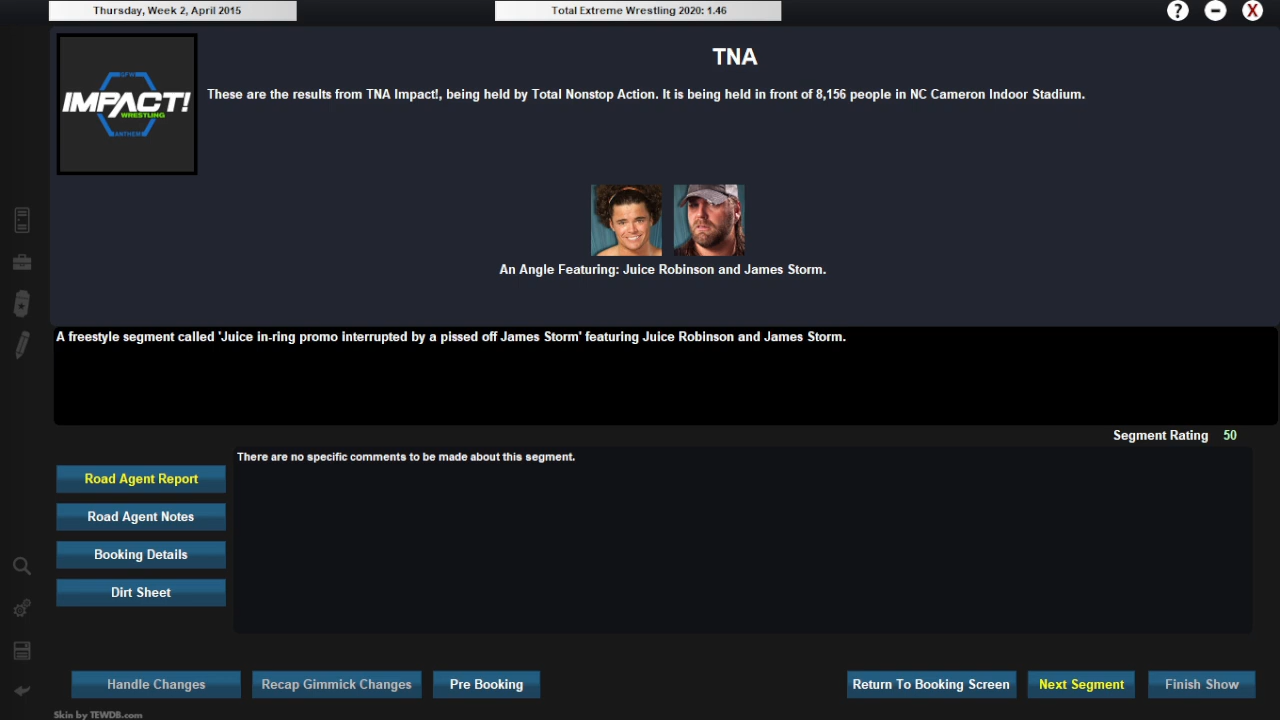 Thursday, Week 2, April 2015
Total Extreme Wrestling 2020: 1.46
?
X
TNA
GFW
IMPACT!
WRESTLING
ANTHEM
These are the results from TNA Impact!, being held by Total Nonstop Action. It is being held in front of 8,156 people in NC Cameron Indoor Stadium.
An Angle Featuring: Juice Robinson and James Storm.
A freestyle segment called 'Juice in-ring promo interrupted by a pissed off James Storm' featuring Juice Robinson and James Storm.
Segment Rating 50
There are no specific comments to be made about this segment.
Road Agent Report
Road Agent Notes
Booking Details
Dirt Sheet
Handle Changes
Recap Gimmick Changes
Pre Booking
Return To Booking Screen
Next Segment
Finish Show
Skin by TEWDB.com